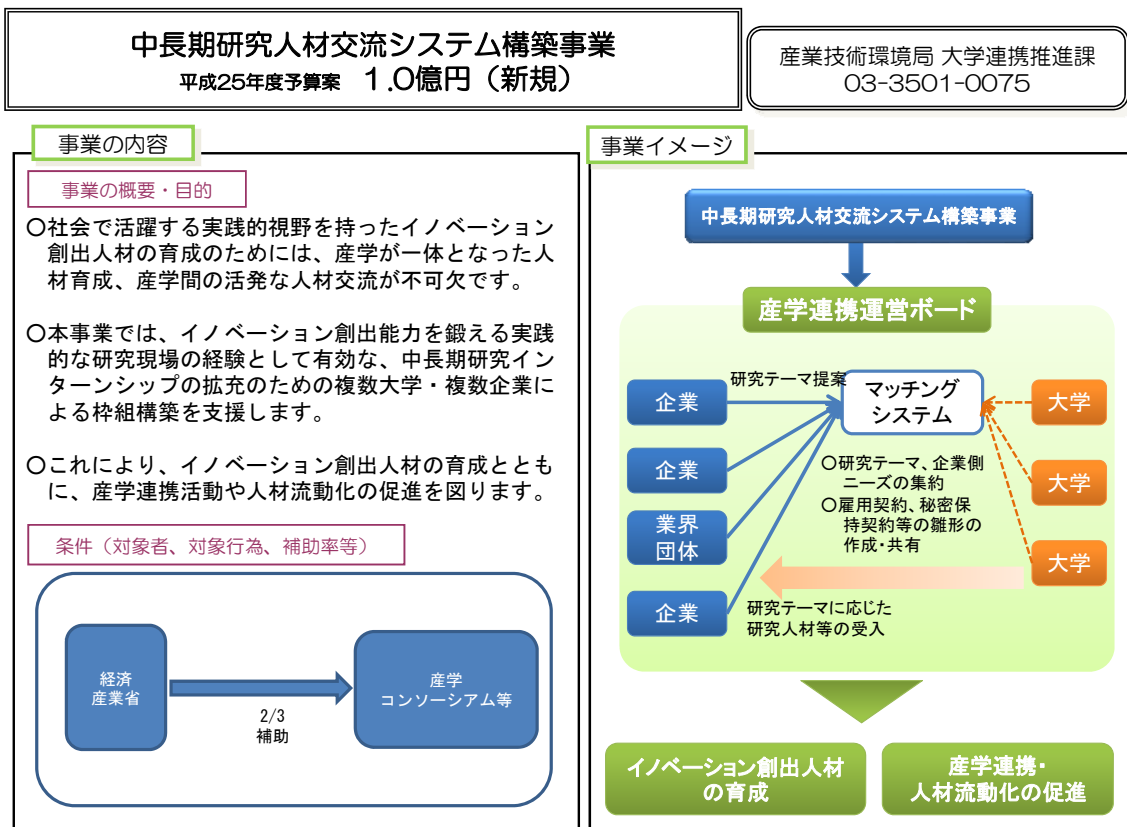 中長期研究人材交流システム構築事業
平成25年度予算案 1.0億円（新規）
産業技術環境局 大学連携推進課
03-3501-0075
事業の内容
事業の概要・目的
○社会で活躍する実践的視野を持ったイノベーション
創出人材の育成のためには、産学が一体となった人
材育成、産学間の活発な人材交流が不可欠です。
○本事業では、イノベーション創出能力を鍛える実践
的な研究現場の経験として有効な、中長期研究イン
ターンシップの拡充のための複数大学・複数企業に
よる枠組構築を支援します。
○これにより、イノベーション創出人材の育成ととも
に、産学連携活動や人材流動化の促進を図ります。
条件（対象者、対象行為、補助率等）
経済
産業省
2/3
補助
産学
コンソーシアム等
事業イメージ
中長期研究人材交流システム構築事業
産学連携運営ボード
企業
企業
業界
団体
企業
研究テーマ提案
マッチング
システム
大学
大学
大学
○研究テーマ、企業側
ニーズの集約
○雇用契約、秘密保
持契約等の雛形の
作成・共有
研究テーマに応じた
研究人材等の受入
イノベーション創出人材
の育成
産学連携・
人材流動化の促進